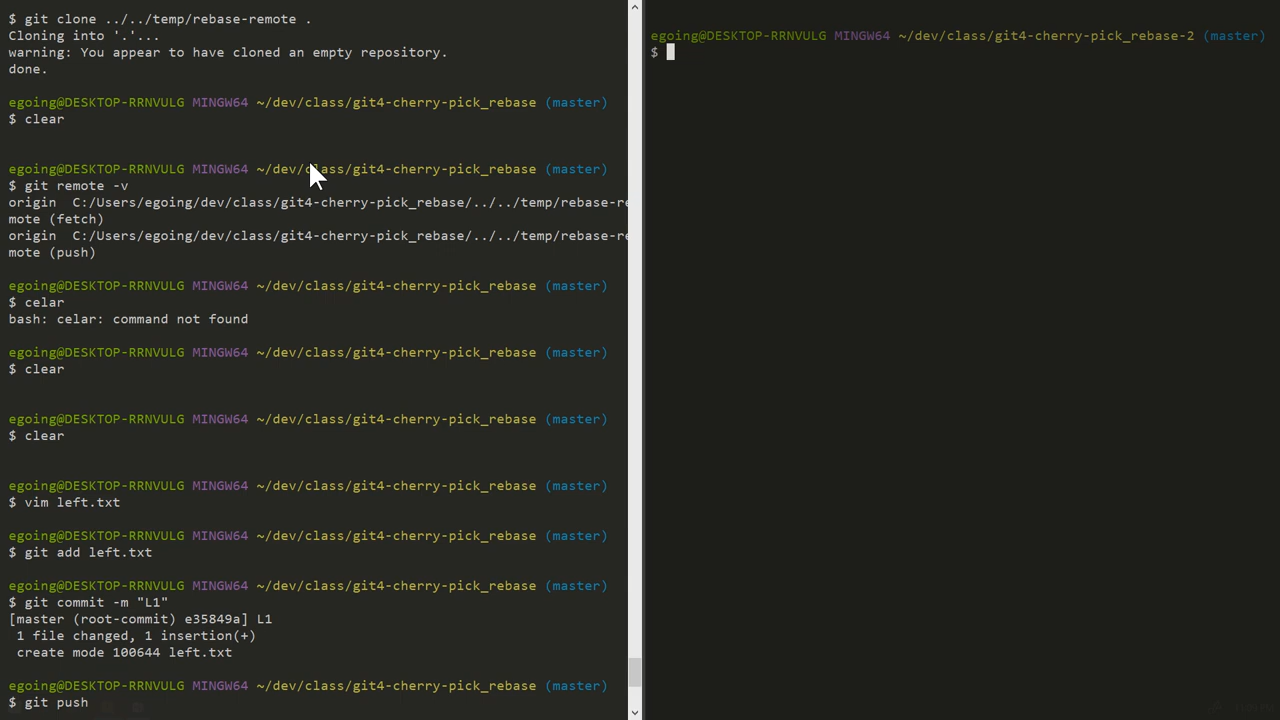 $ git clone ../../temp/rebase-remote .
Cloning into '.'...
warning: You appear to have cloned an empty repository.
done.
egoing@DESKTOP-RRNVULG MINGW64 ~/dev/class/git4-cherry-pick_rebase (master)
$ clear
egoing@DESKTOP-RRNVULG MINGW64 ~/dev/class/git4-cherry-pick_rebase (master)
$ git remote -v
origin  C:/Users/egoing/dev/class/git4-cherry-pick_rebase/../../temp/rebase-re
mote (fetch)
origin  C:/Users/egoing/dev/class/git4-cherry-pick_rebase/../../temp/rebase-re
mote (push)
egoing@DESKTOP-RRNVULG MINGW64 ~/dev/class/git4-cherry-pick_rebase (master)
$ celar
bash: celar: command not found
egoing@DESKTOP-RRNVULG MINGW64 ~/dev/class/git4-cherry-pick_rebase (master)
$ clear
egoing@DESKTOP-RRNVULG MINGW64 ~/dev/class/git4-cherry-pick_rebase (master)
$ clear
egoing@DESKTOP-RRNVULG MINGW64 ~/dev/class/git4-cherry-pick_rebase (master)
$ vim left.txt
egoing@DESKTOP-RRNVULG MINGW64 ~/dev/class/git4-cherry-pick_rebase (master)
$ git add left.txt
egoing@DESKTOP-RRNVULG MINGW64 ~/dev/class/git4-cherry-pick_rebase (master)
$ git commit -m "L1"
[master (root-commit) e35849a] L1
 1 file changed, 1 insertion(+)
 create mode 100644 left.txt
egoing@DESKTOP-RRNVULG MINGW64 ~/dev/class/git4-cherry-pick_rebase (master)
$ git push
egoing@DESKTOP-RRNVULG MINGW64 ~/dev/class/git4-cherry-pick_rebase-2 (master)
$